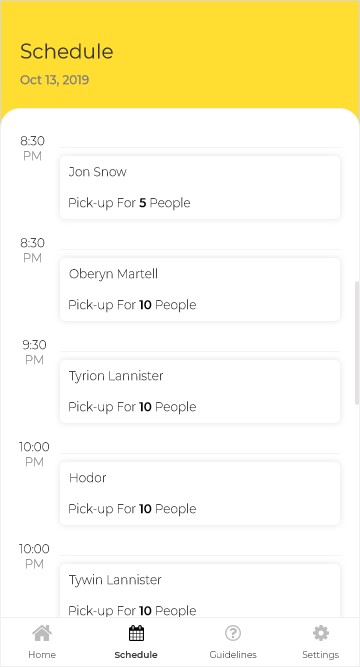 Schedule
Oct 13, 2019
8:30
PM
Jon Snow
Pick-up For 5 People
8:30
PM
Oberyn Martell
Pick-up For 10 People
9:30
PM
Tyrion Lannister
Pick-up For 10 People
10:00
PM
Hodor
Pick-up For 10 People
10:00
PM
Tywin Lannister
Pick-up For 10 People
Home Schedule Guidelines Settings